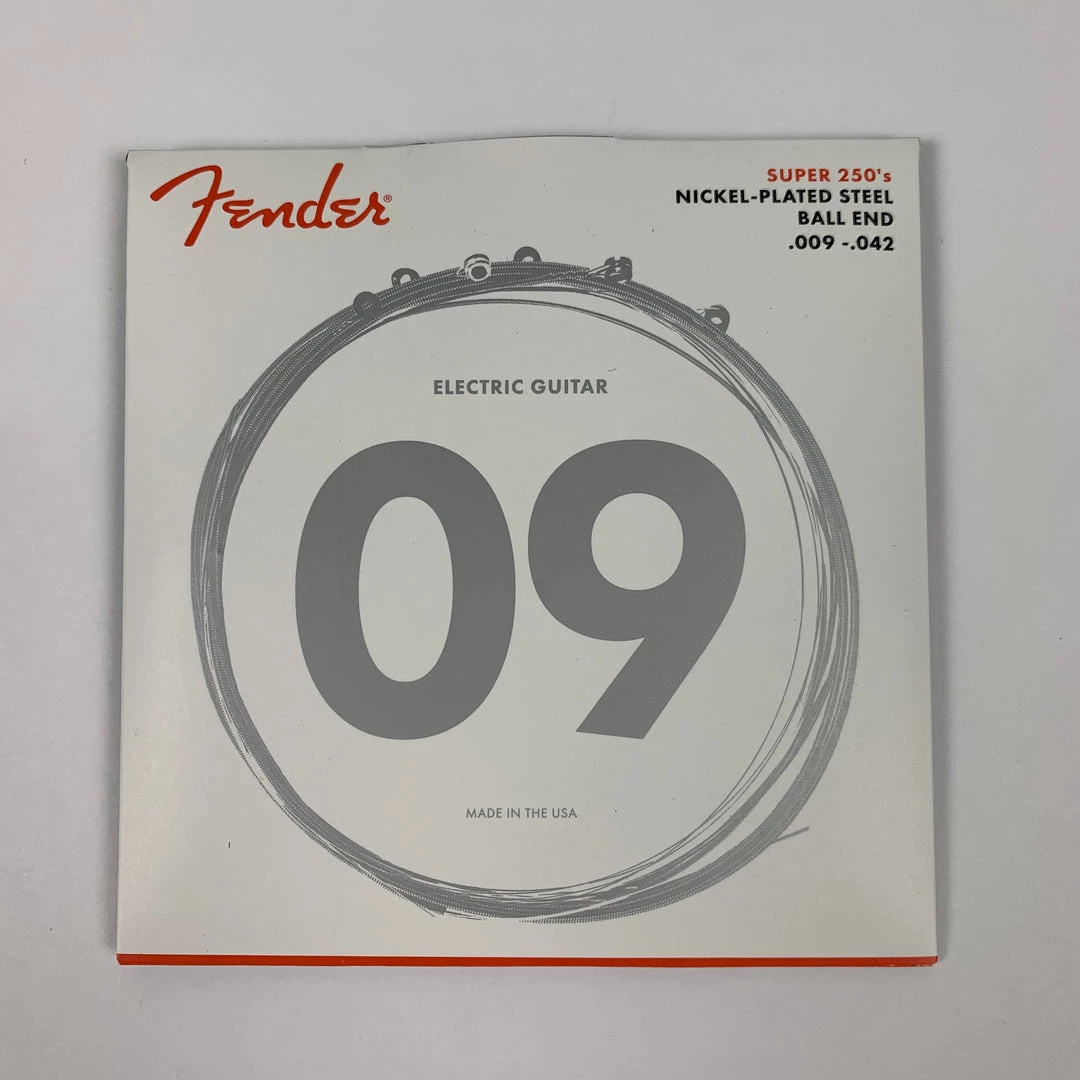 Fender®
SUPER 250's
NICKEL-PLATED STEEL
BALL END
.009 -.042
ELECTRIC GUITAR
09
MADE IN THE USA